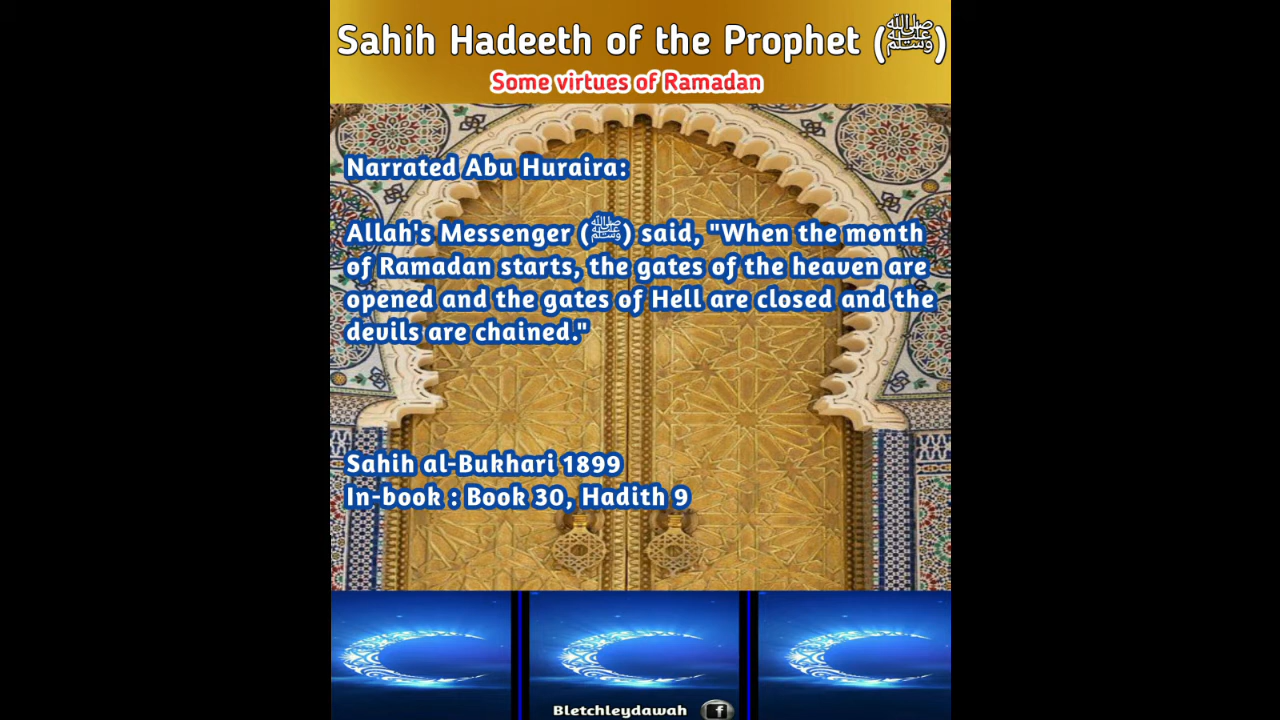 Sahih Hadeeth of the Prophet (ﷺ)
Some virtues of Ramadan
Narrated Abu Huraira:
Allah's Messenger (ﷺ) said, "When the month
of Ramadan starts, the gates of the heaven are
opened and the gates of Hell are closed and the
devils are chained."
Sahih al-Bukhari 1899
In-book : Book 30, Hadith 9
Bletchleydawah f